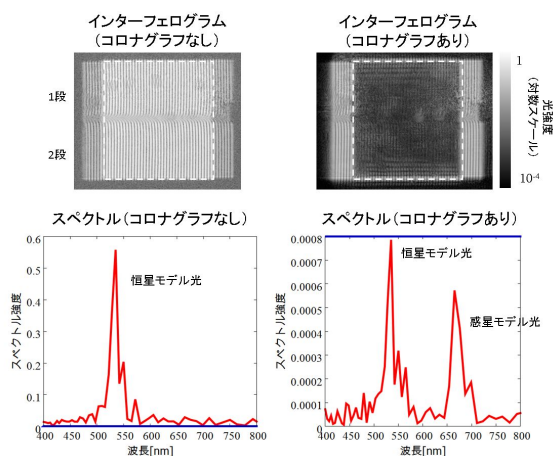 インターフェログラム
(コロナグラフなし)
インターフェログラム
(コロナグラフあり)
1段
2段
1
10-4
光強度
(対数スケール)
スペクトル(コロナグラフなし)
0.6
0.5
0.4
0.3
0.2
0.1
0
400 450 500 550 600 650 700 750 800
スペクトル強度
波長[nm]
恒星モデル光
スペクトル(コロナグラフあり)
0.0008
0.0007
0.0006
0.0005
0.0004
0.0003
0.0002
0.0001
0
400 450 500 550 600 650 700 750 800
スペクトル強度
波長[nm]
恒星モデル光
惑星モデル光